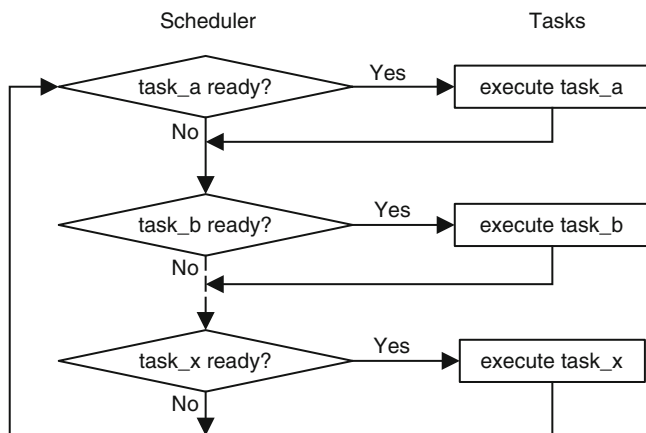 Scheduler
Tasks
task_a ready?
Yes
execute task_a
No
task_b ready?
Yes
execute task_b
No
task_x ready?
Yes
execute task_x
No